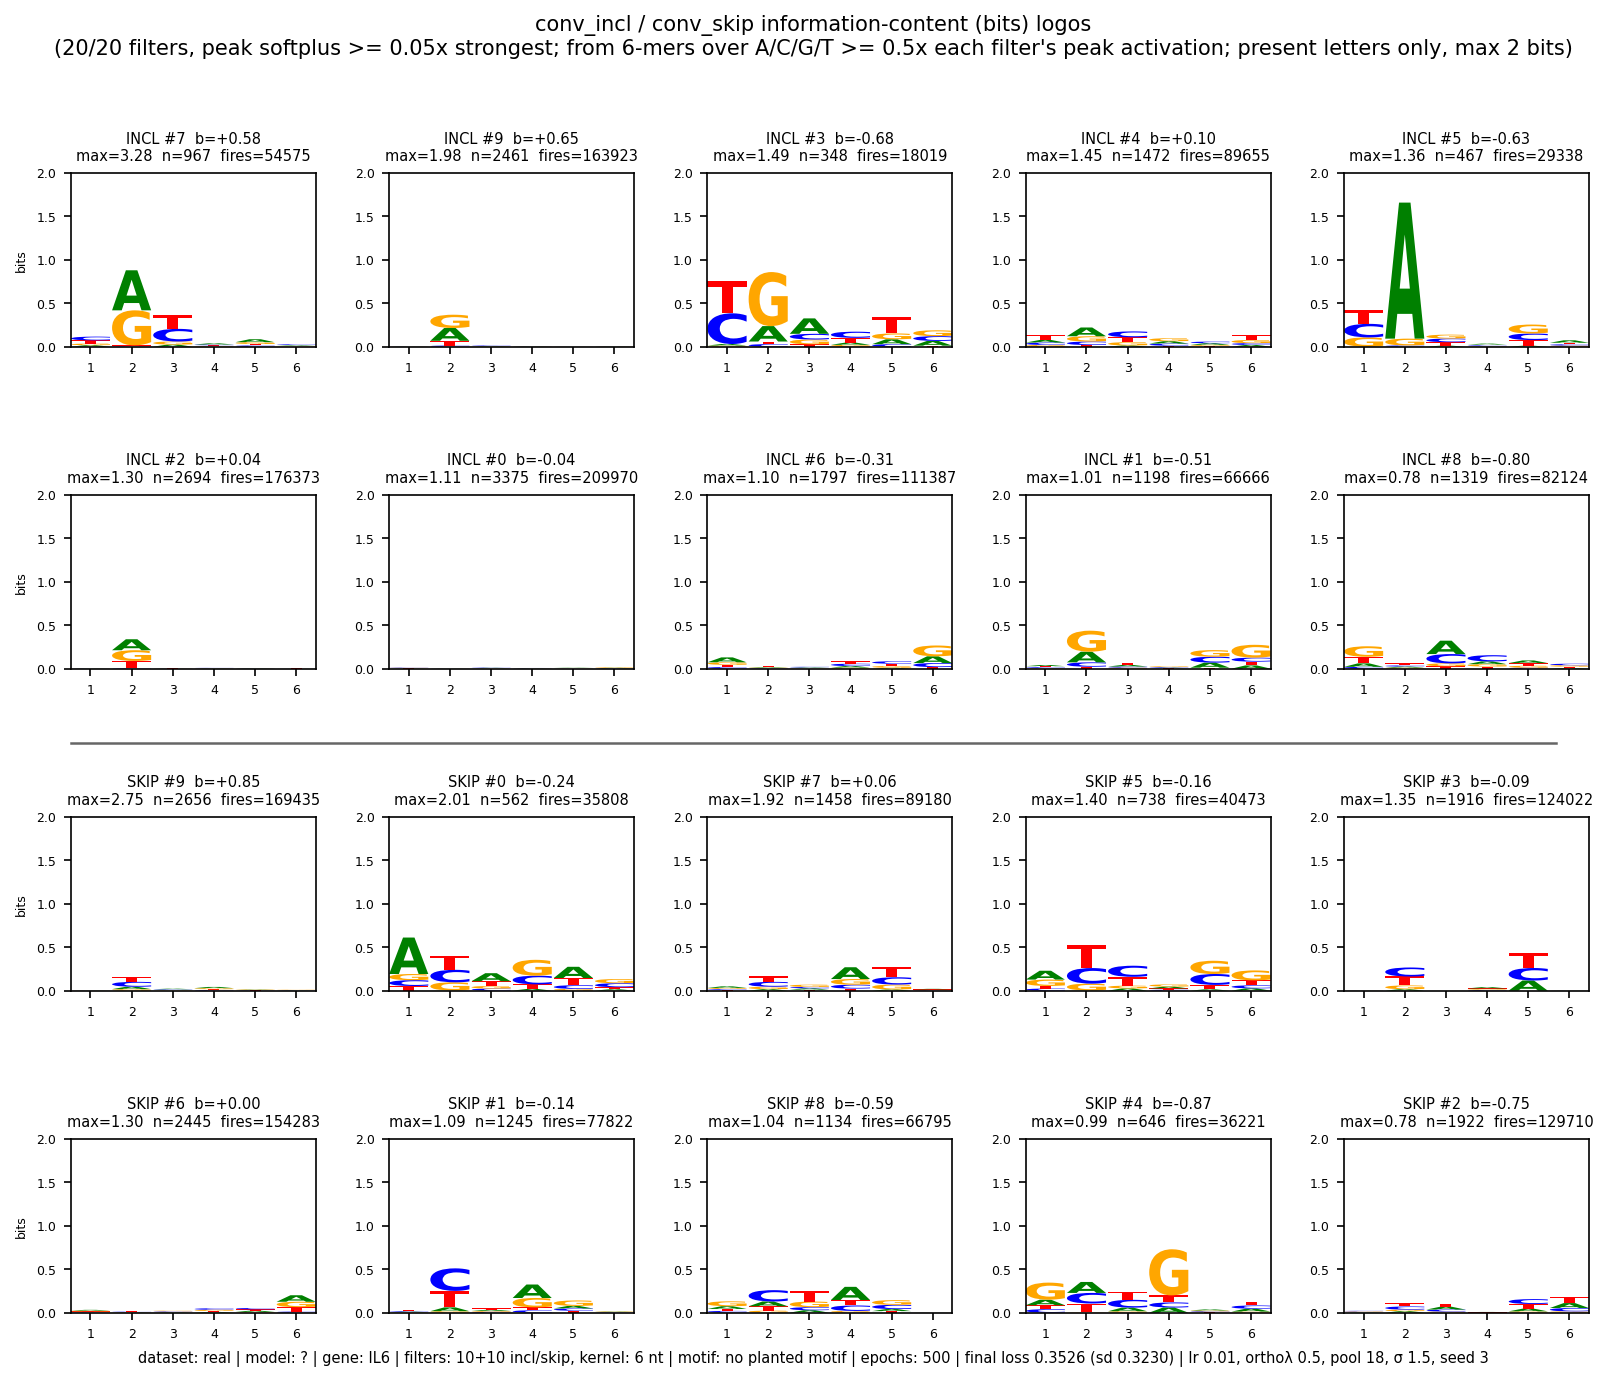 conv_incl / conv_skip information-content (bits) logos
(20/20 filters, peak softplus >= 0.05x strongest; from 6-mers over A/C/G/T >= 0.5x each filter's peak activation; present letters only, max 2 bits)
INCL #7 b=+0.58
max=3.28 n=967 fires=54575
INCL #9 b=+0.65
max=1.98 n=2461 fires=163923
INCL #3 b=-0.68
max=1.49 n=348 fires=18019
INCL #4 b=+0.10
max=1.45 n=1472 fires=89655
INCL #5 b=-0.63
max=1.36 n=467 fires=29338
INCL #2 b=+0.04
max=1.30 n=2694 fires=176373
INCL #0 b=-0.04
max=1.11 n=3375 fires=209970
INCL #6 b=-0.31
max=1.10 n=1797 fires=111387
INCL #1 b=-0.51
max=1.01 n=1198 fires=66666
INCL #8 b=-0.80
max=0.78 n=1319 fires=82124
SKIP #9 b=+0.85
max=2.75 n=2656 fires=169435
SKIP #0 b=-0.24
max=2.01 n=562 fires=35808
SKIP #7 b=+0.06
max=1.92 n=1458 fires=89180
SKIP #5 b=-0.16
max=1.40 n=738 fires=40473
SKIP #3 b=-0.09
max=1.35 n=1916 fires=124022
SKIP #6 b=+0.00
max=1.30 n=2445 fires=154283
SKIP #1 b=-0.14
max=1.09 n=1245 fires=77822
SKIP #8 b=-0.59
max=1.04 n=1134 fires=66795
SKIP #4 b=-0.87
max=0.99 n=646 fires=36221
SKIP #2 b=-0.75
max=0.78 n=1922 fires=129710
dataset: real | model: ? | gene: IL6 | filters: 10+10 incl/skip, kernel: 6 nt | motif: no planted motif | epochs: 500 | final loss 0.3526 (sd 0.3230) | lr 0.01, orthoλ 0.5, pool 18, σ 1.5, seed 3